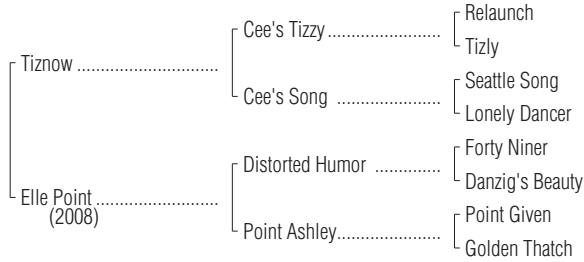 Relaunch
Cee's Tizzy
Tizly
Tiznow
Seattle Song
Cee's Song
Lonely Dancer
Forty Niner
Distorted Humor
Danzig's Beauty
Elle Point
(2008)
Point Given
Point Ashley
Golden Thatch